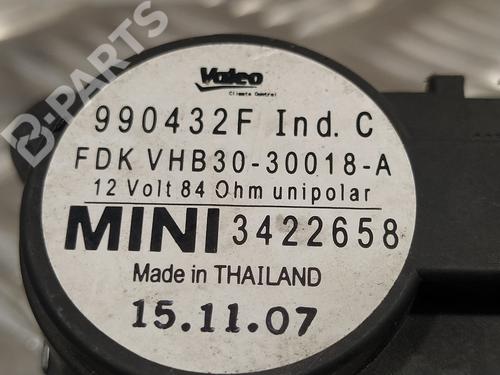 B-PARTS
Valeo
Climate Control
990432F Ind. C
FDK VHB30-30018-A
12 Volt 84 Ohm unipolar
MINI 3422658
Made in THAILAND
15.11.07
B-PARTS